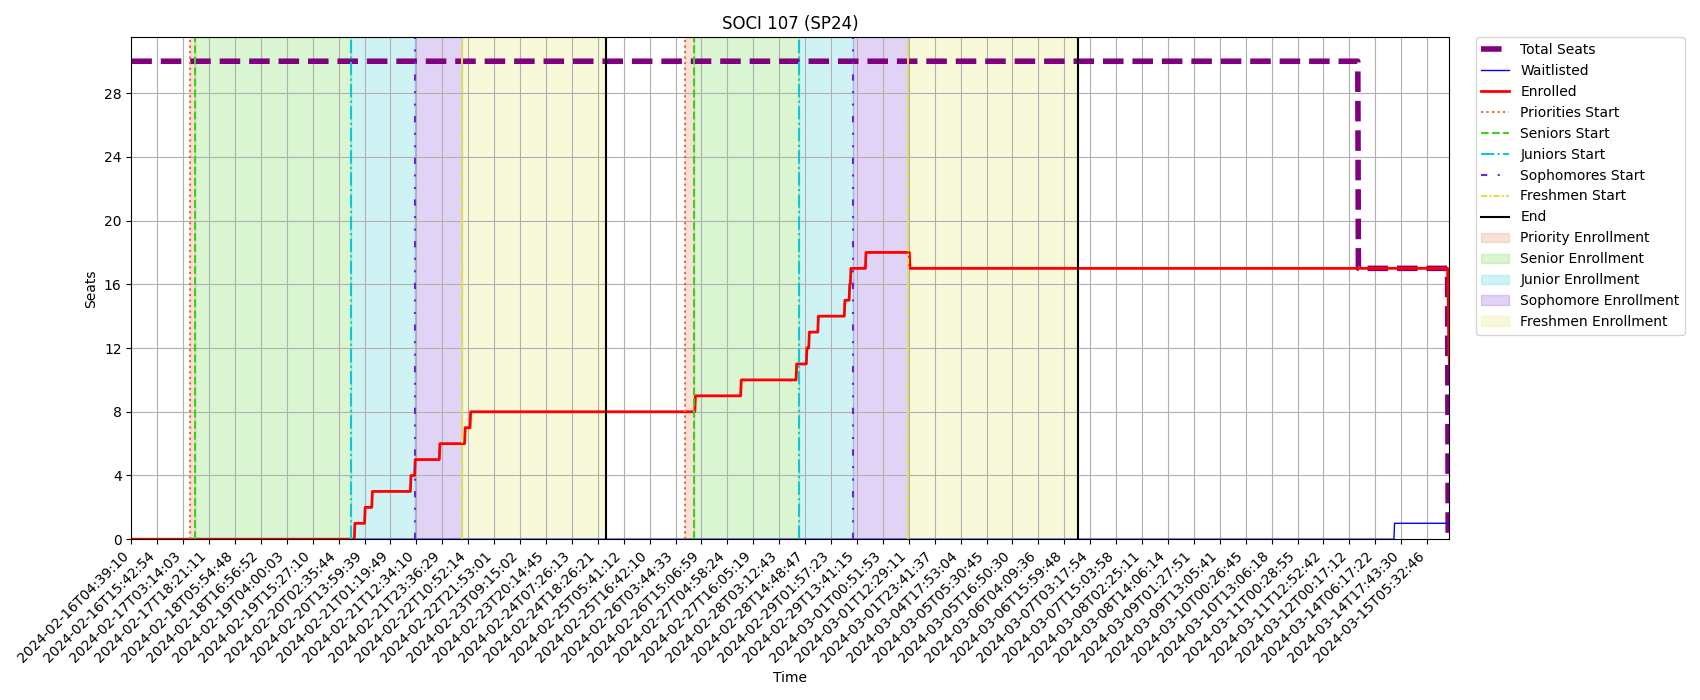 SOCI 107 (SP24)
Total Seats
Waitlisted
Enrolled
Priorities Start
Seniors Start
Juniors Start
Sophomores Start
Freshmen Start
End
Priority Enrollment
Senior Enrollment
Junior Enrollment
Sophomore Enrollment
Freshmen Enrollment
Seats
28
24
20
16
12
8
4
0
2024-02-16T04:39:10
2024-02-16T15:42:54
2024-02-17T03:14:03
2024-02-17T18:21:11
2024-02-18T05:54:48
2024-02-18T16:56:52
2024-02-19T04:00:03
2024-02-19T15:27:10
2024-02-20T02:35:44
2024-02-20T13:59:39
2024-02-21T01:19:49
2024-02-21T12:34:10
2024-02-21T23:36:29
2024-02-22T10:52:14
2024-02-22T21:53:01
2024-02-23T09:15:02
2024-02-23T20:14:45
2024-02-24T07:26:13
2024-02-24T18:26:21
2024-02-25T05:41:12
2024-02-25T16:42:10
2024-02-26T03:44:33
2024-02-26T15:06:59
2024-02-27T04:58:24
2024-02-27T16:05:19
2024-02-28T03:12:43
2024-02-28T14:48:47
2024-02-29T01:57:23
2024-02-29T13:41:15
2024-03-01T00:51:53
2024-03-01T12:29:11
2024-03-01T23:41:37
2024-03-04T17:53:04
2024-03-05T05:30:45
2024-03-05T16:50:30
2024-03-06T04:09:36
2024-03-06T15:59:48
2024-03-07T03:17:54
2024-03-07T15:03:58
2024-03-08T02:25:11
2024-03-08T14:06:14
2024-03-09T01:27:51
2024-03-09T13:05:41
2024-03-10T00:26:45
2024-03-10T13:06:18
2024-03-11T00:28:55
2024-03-11T12:52:42
2024-03-12T00:17:12
2024-03-14T06:17:22
2024-03-14T17:43:30
2024-03-15T05:32:46
Time